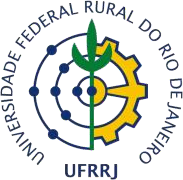 UNIVERSIDADE FEDERAL RURAL DO RIO DE JANEIRO
UFRRJ